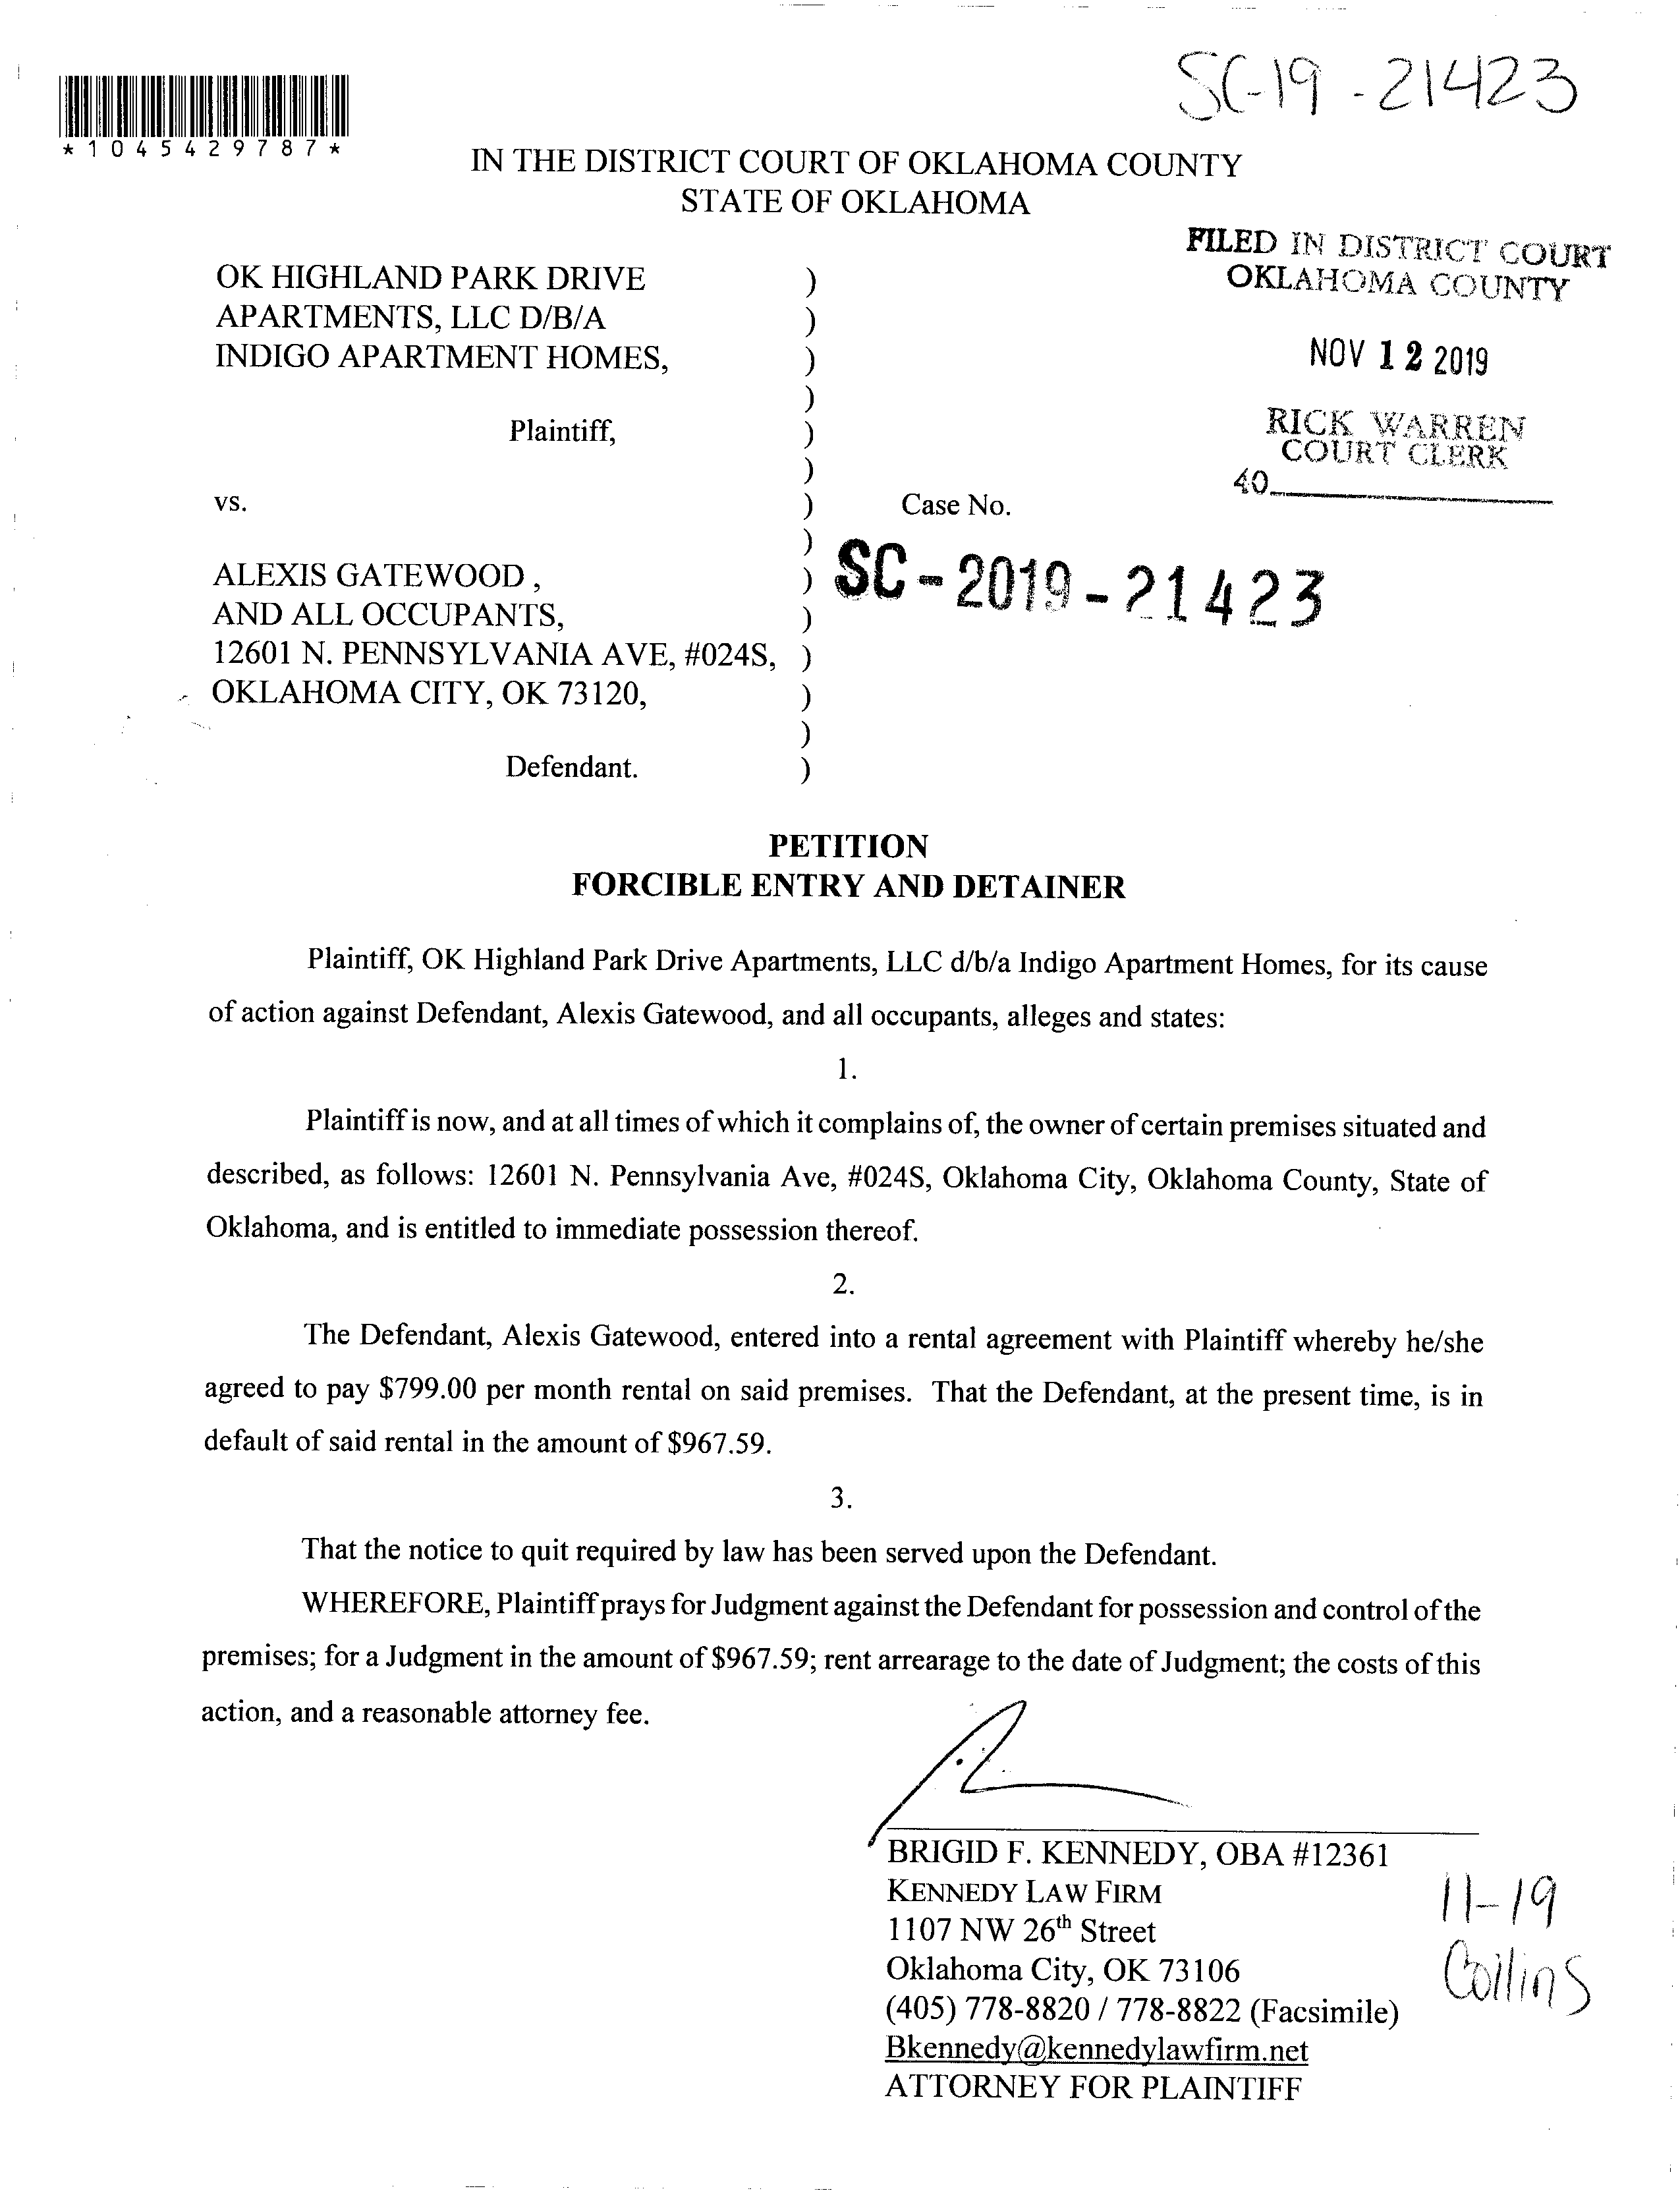 SC-19-21423
*1045429787*
IN THE DISTRICT COURT OF OKLAHOMA COUNTY
STATE OF OKLAHOMA
FILED IN DISTRICT COURT
OKLAHOMA COUNTY
NOV 12 2019
RICK WARREN
COURT CLERK
40
OK HIGHLAND PARK DRIVE )
APARTMENTS, LLC D/B/A )
INDIGO APARTMENT HOMES, )
)
Plaintiff, )
)
vs. ) Case No.
)
ALEXIS GATEWOOD , ) SC-2019-21423
AND ALL OCCUPANTS, )
12601 N. PENNSYLVANIA AVE, #024S, )
OKLAHOMA CITY, OK 73120, )
)
Defendant. )
PETITION
FORCIBLE ENTRY AND DETAINER
Plaintiff, OK Highland Park Drive Apartments, LLC d/b/a Indigo Apartment Homes, for its cause
of action against Defendant, Alexis Gatewood, and all occupants, alleges and states:
1.
Plaintiff is now, and at all times of which it complains of, the owner of certain premises situated and
described, as follows: 12601 N. Pennsylvania Ave, #024S, Oklahoma City, Oklahoma County, State of
Oklahoma, and is entitled to immediate possession thereof.
2.
The Defendant, Alexis Gatewood, entered into a rental agreement with Plaintiff whereby he/she
agreed to pay $799.00 per month rental on said premises. That the Defendant, at the present time, is in
default of said rental in the amount of $967.59.
3.
That the notice to quit required by law has been served upon the Defendant.
WHEREFORE, Plaintiff prays for Judgment against the Defendant for possession and control of the
premises; for a Judgment in the amount of $967.59; rent arrearage to the date of Judgment; the costs of this
action, and a reasonable attorney fee.
BRIGID F. KENNEDY, OBA #12361
KENNEDY LAW FIRM
1107 NW 26th Street
Oklahoma City, OK 73106
(405) 778-8820 / 778-8822 (Facsimile)
Bkennedy@kennedylawfirm.net
ATTORNEY FOR PLAINTIFF
11-19
Collins